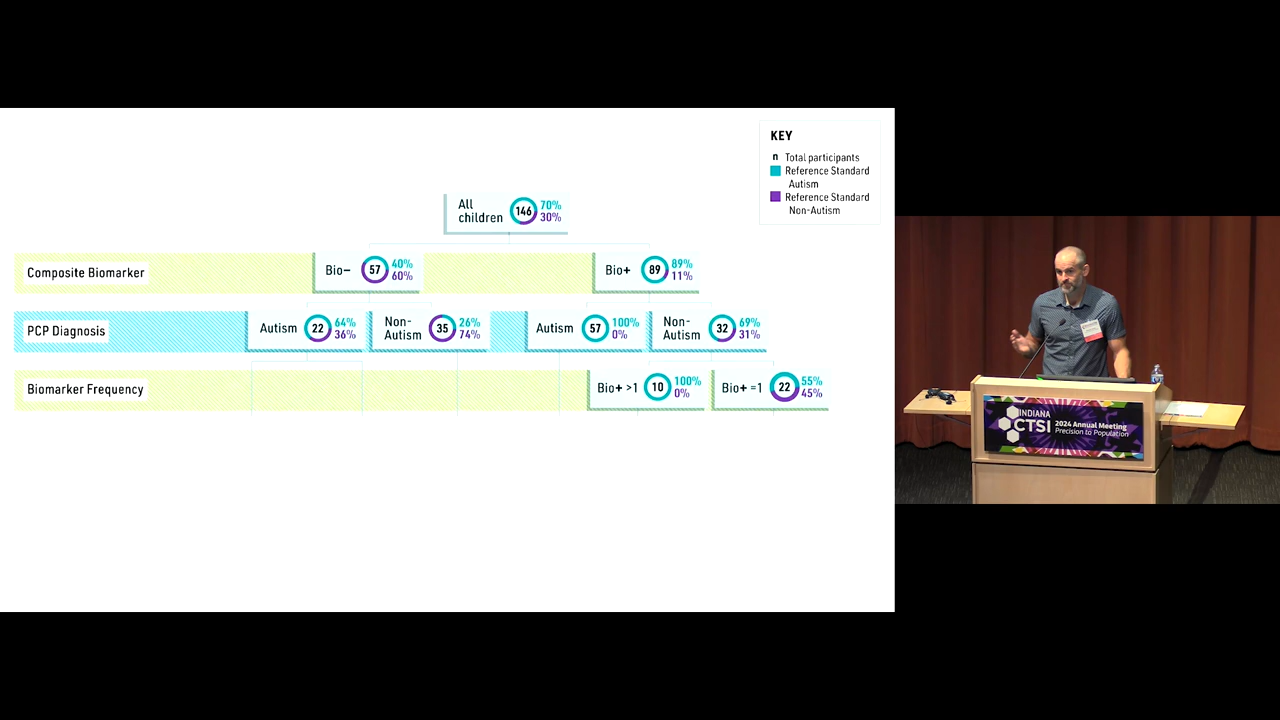 KEY
n Total participants
Reference Standard
Autism
Reference Standard
Non-Autism
All
children
146
70%
30%
Composite Biomarker
Bio−
57
40%
60%
Bio+
89
89%
11%
PCP Diagnosis
Autism
22
64%
36%
Non-
Autism
35
26%
74%
Autism
57
100%
0%
Non-
Autism
32
69%
31%
Biomarker Frequency
Bio+ >1
10
100%
0%
Bio+ =1
22
55%
45%
INDIANA
CTSI
2024 Annual Meeting
Precision to Population